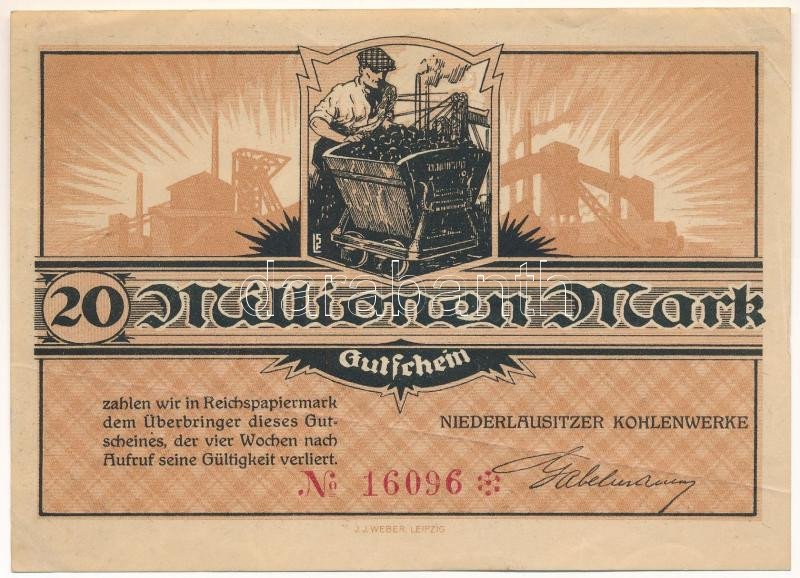 20 Millionen Mark
Gutschein
zahlen wir in Reichspapiermark
dem Überbringer dieses Gut-
scheines, der vier Wochen nach
Aufruf seine Gültigkeit verliert.
NIEDERLAUSITZER KOHLENWERKE
№ 16096
J. J. WEBER, LEIPZIG
darabanth